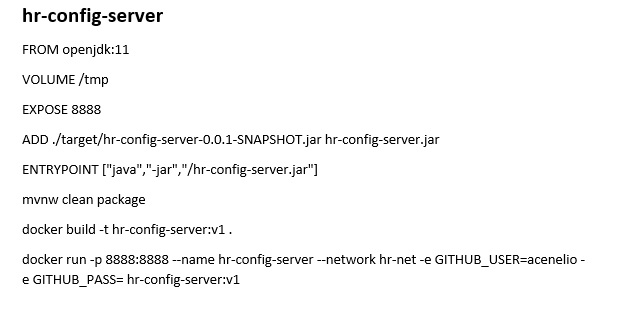 hr-config-server
FROM openjdk:11
VOLUME /tmp
EXPOSE 8888
ADD ./target/hr-config-server-0.0.1-SNAPSHOT.jar hr-config-server.jar
ENTRYPOINT ["java","-jar","/hr-config-server.jar"]
mvnw clean package
docker build -t hr-config-server:v1 .
docker run -p 8888:8888 --name hr-config-server --network hr-net -e GITHUB_USER=acenelio -
e GITHUB_PASS= hr-config-server:v1